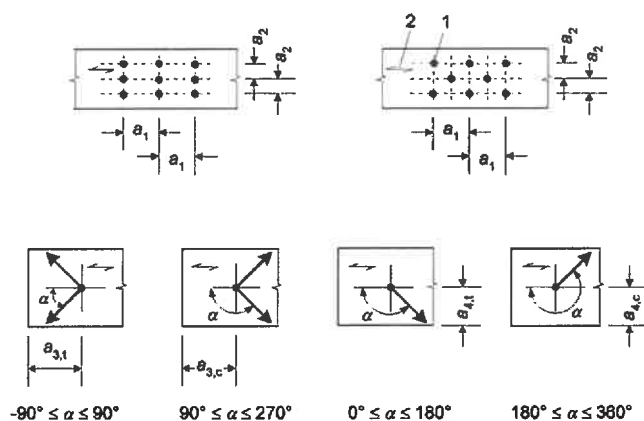 2 1
a₂ a₂ a₂ a₂
a₁ a₁
a₁ a₁
α α α α
a₃,t a₃,c a₄,t a₄,c
-90° ≤ α ≤ 90° 90° ≤ α ≤ 270° 0° ≤ α ≤ 180° 180° ≤ α ≤ 360°